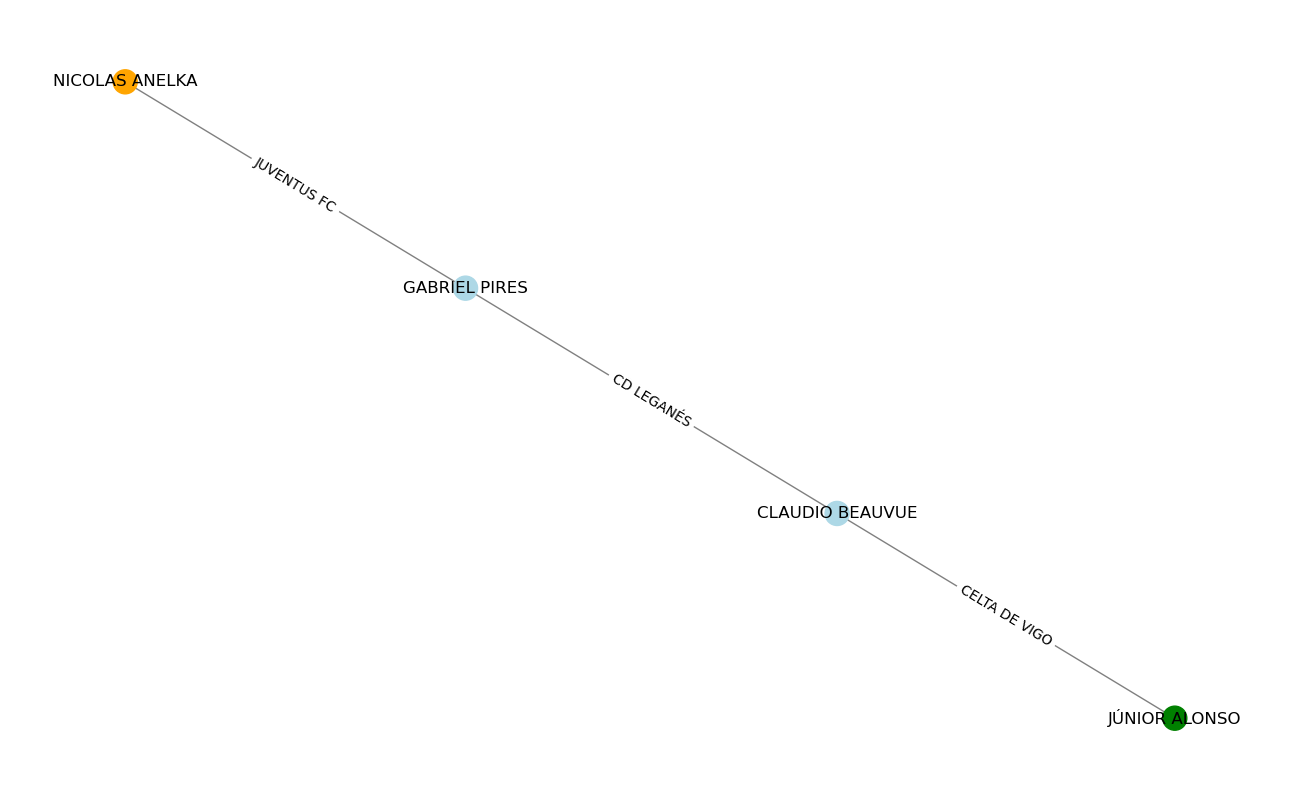 NICOLAS ANELKA
JUVENTUS FC
GABRIEL PIRES
CD LEGANÉS
CLAUDIO BEAUVUE
CELTA DE VIGO
JÚNIOR ALONSO